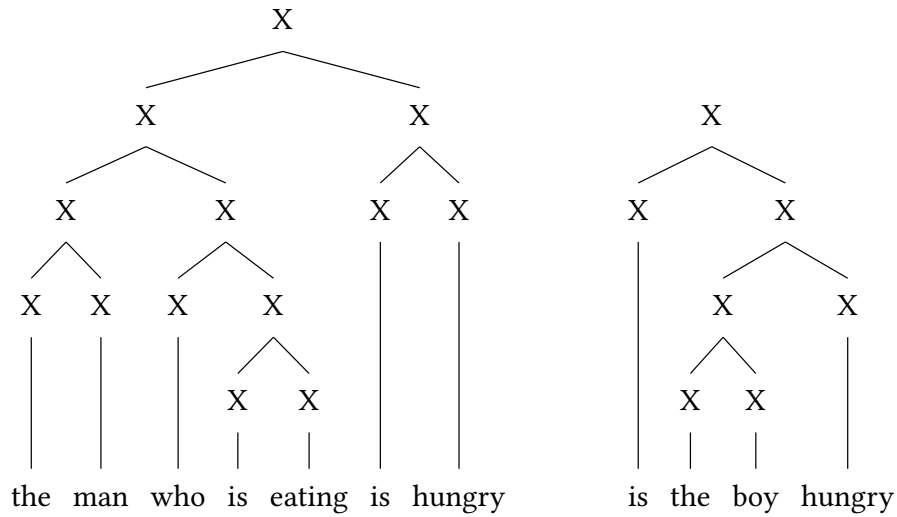 X
X X X
X X X X X X
X X X X X X
X X X X
the man who is eating is hungry is the boy hungry